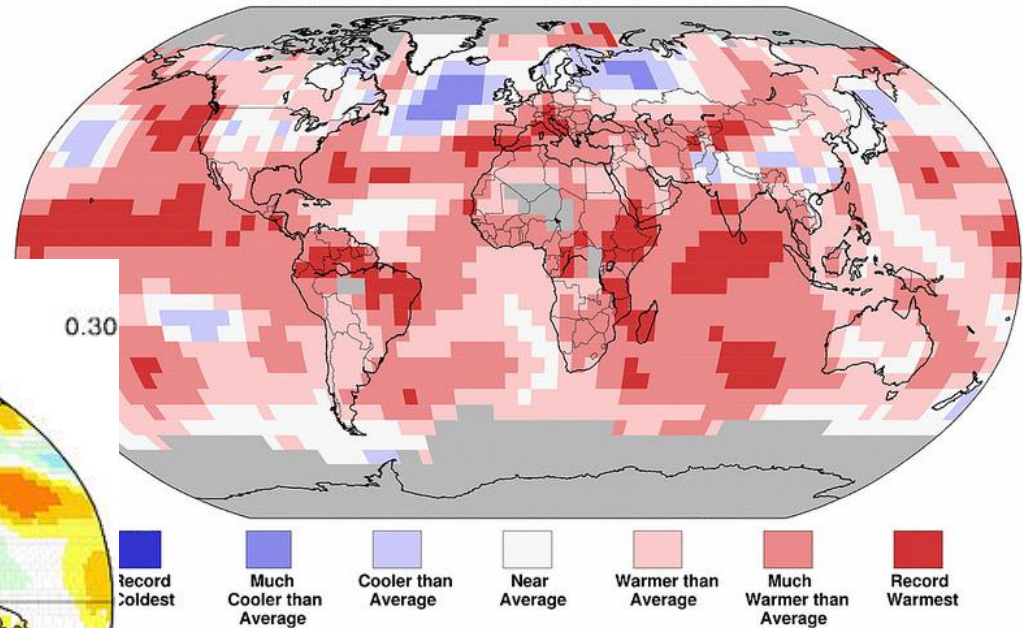 0.30
Record
Coldest
Much
Cooler than
Average
Cooler than
Average
Near
Average
Warmer than
Average
Much
Warmer than
Average
Record
Warmest